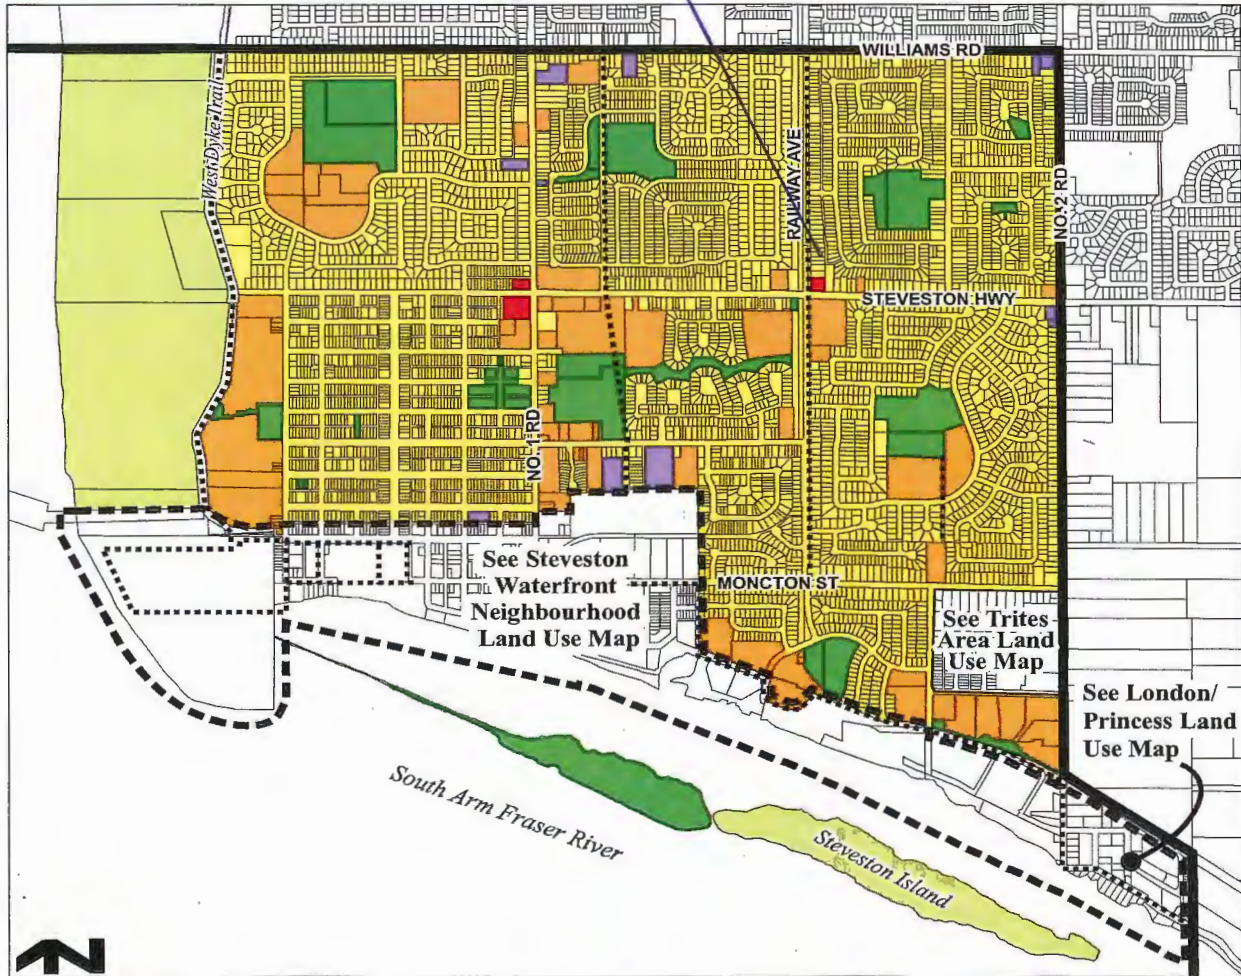 WILLIAMS RD
West Dyke Trail
RAILWAY AVE
NO. 2 RD
STEVESTON HWY
NO. 1 RD
See Steveston
Waterfront
Neighbourhood
Land Use Map
MONCTON ST
See Trites
Area Land
Use Map
See London/
Princess Land
Use Map
South Arm Fraser River
Steveston Island
N